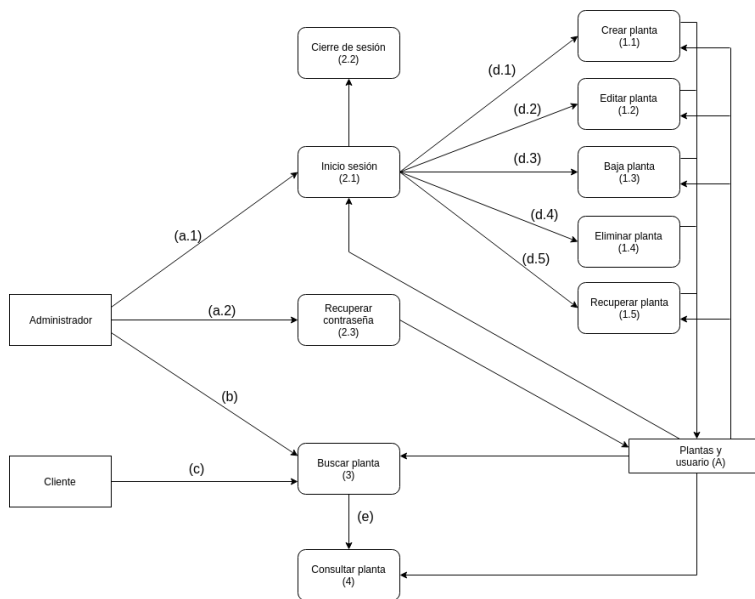 Crear planta
(1.1)
Cierre de sesión
(2.2)
(d.1)
Editar planta
(1.2)
(d.2)
Inicio sesión
(2.1)
(d.3)
Baja planta
(1.3)
(d.4)
Eliminar planta
(1.4)
(a.1)
(d.5)
Recuperar planta
(1.5)
Administrador
(a.2)
Recuperar
contraseña
(2.3)
(b)
Buscar planta
(3)
Plantas y
usuario (A)
Cliente
(c)
(e)
Consultar planta
(4)